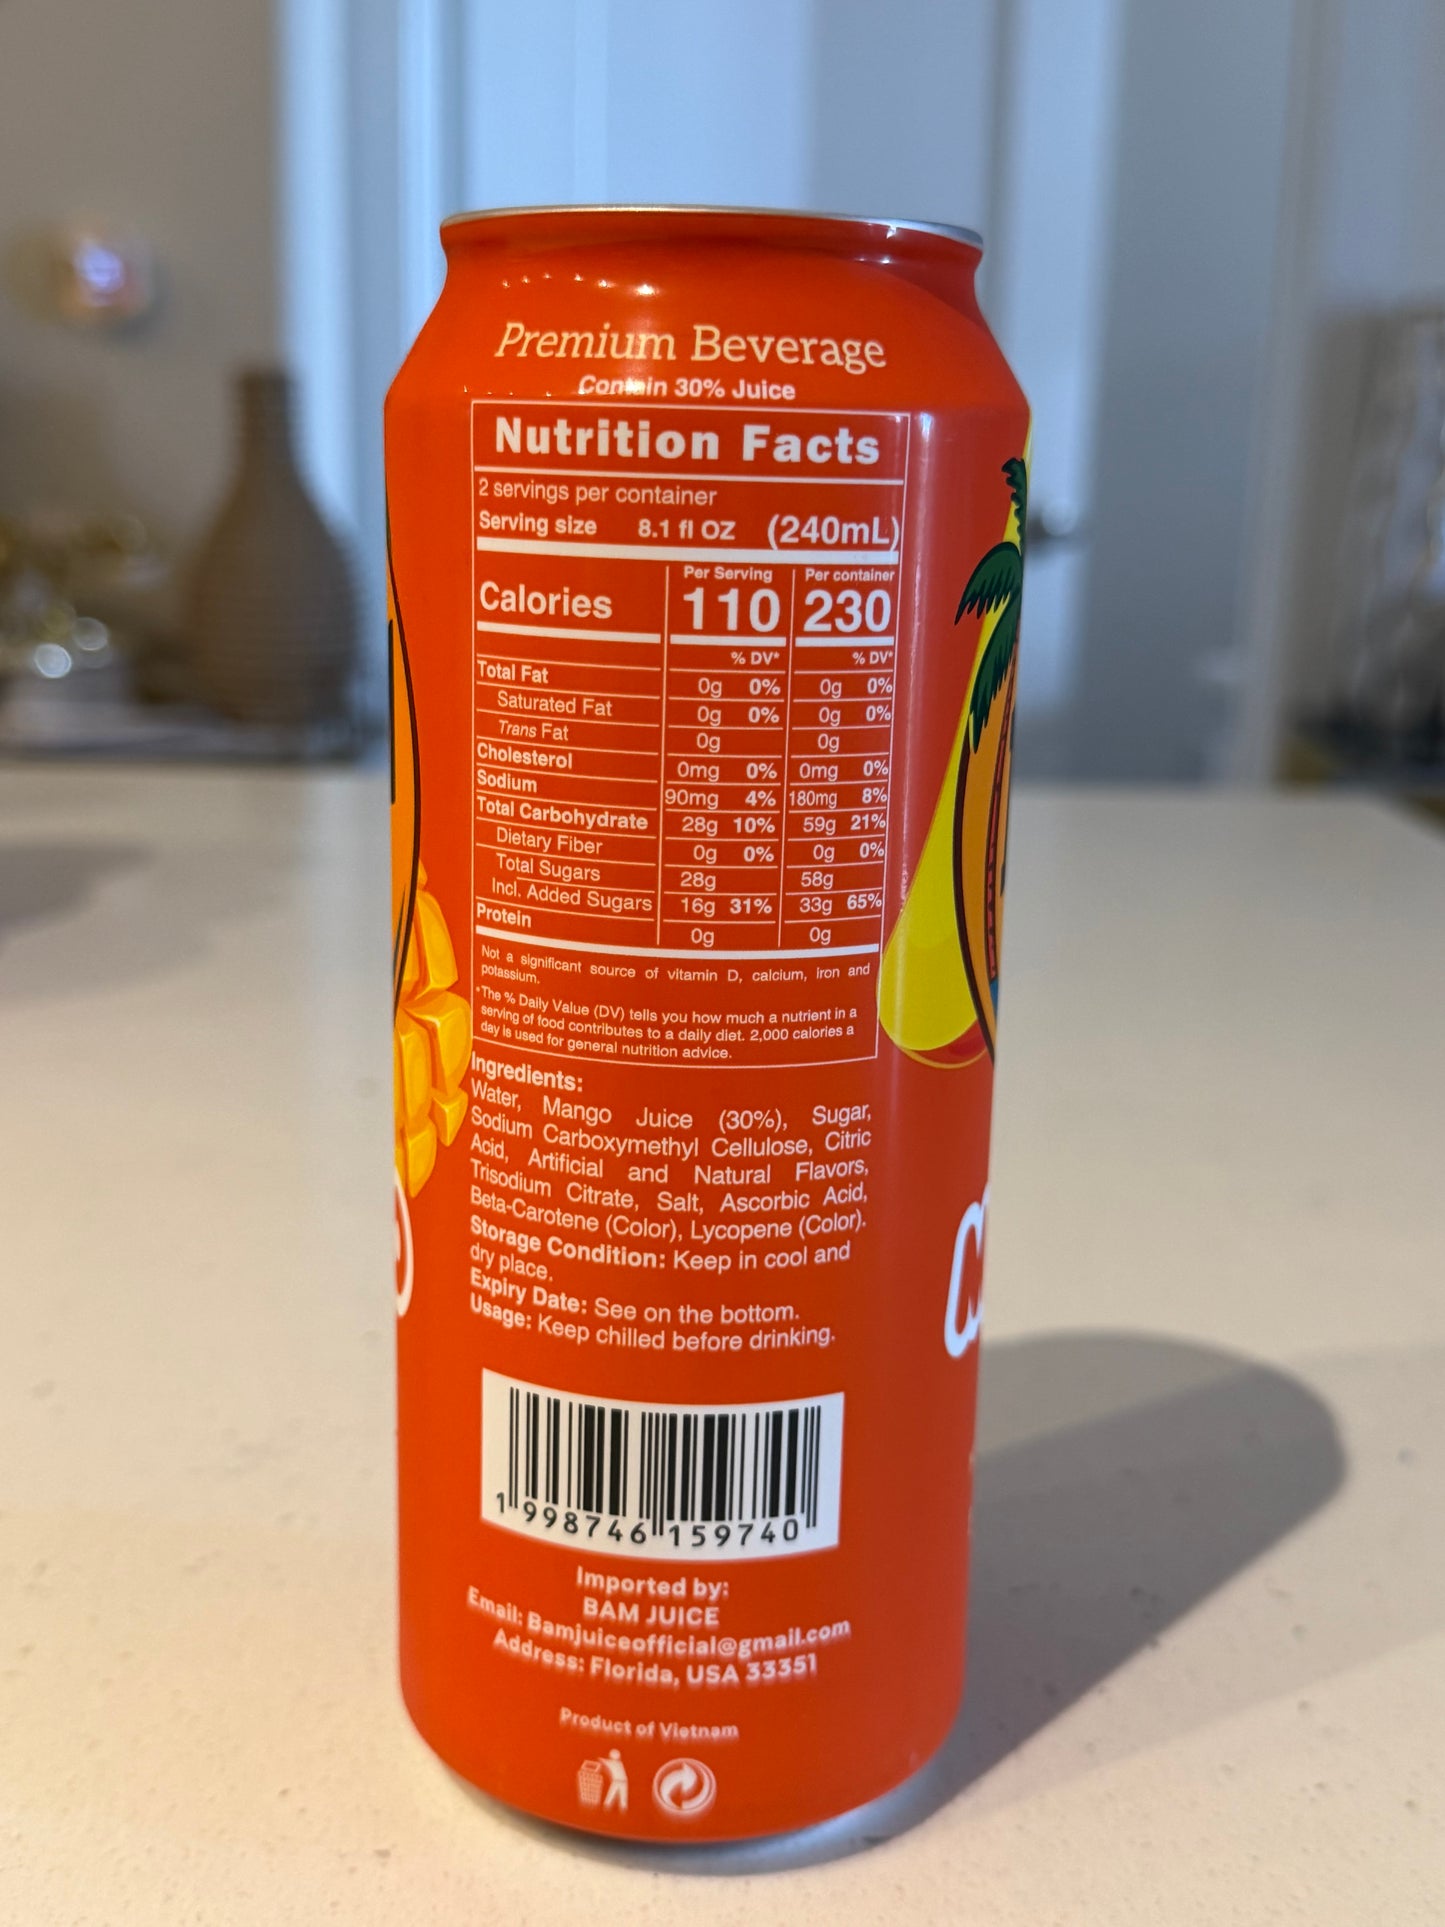 Premium Beverage
Contain 30% Juice
Nutrition Facts
2 servings per container
Serving size 8.1 fl OZ (240mL)
Per Serving Per container
Calories 110 230
% DV* % DV*
Total Fat 0g 0% 0g 0%
Saturated Fat 0g 0% 0g 0%
Trans Fat 0g 0g
Cholesterol 0mg 0% 0mg 0%
Sodium 90mg 4% 180mg 8%
Total Carbohydrate 28g 10% 59g 21%
Dietary Fiber 0g 0% 0g 0%
Total Sugars 28g 58g
Incl. Added Sugars 16g 31% 33g 65%
Protein 0g 0g
Not a significant source of vitamin D, calcium, iron and
potassium.
*The % Daily Value (DV) tells you how much a nutrient in a
serving of food contributes to a daily diet. 2,000 calories a
day is used for general nutrition advice.
Ingredients:
Water, Mango Juice (30%), Sugar,
Sodium Carboxymethyl Cellulose, Citric
Acid, Artificial and Natural Flavors,
Trisodium Citrate, Salt, Ascorbic Acid,
Beta-Carotene (Color), Lycopene (Color).
Storage Condition: Keep in cool and
dry place.
Expiry Date: See on the bottom.
Usage: Keep chilled before drinking.
1 998746 159740
Imported by:
BAM JUICE
Email: Bamjuiceofficial@gmail.com
Address: Florida, USA 33351
Product of Vietnam